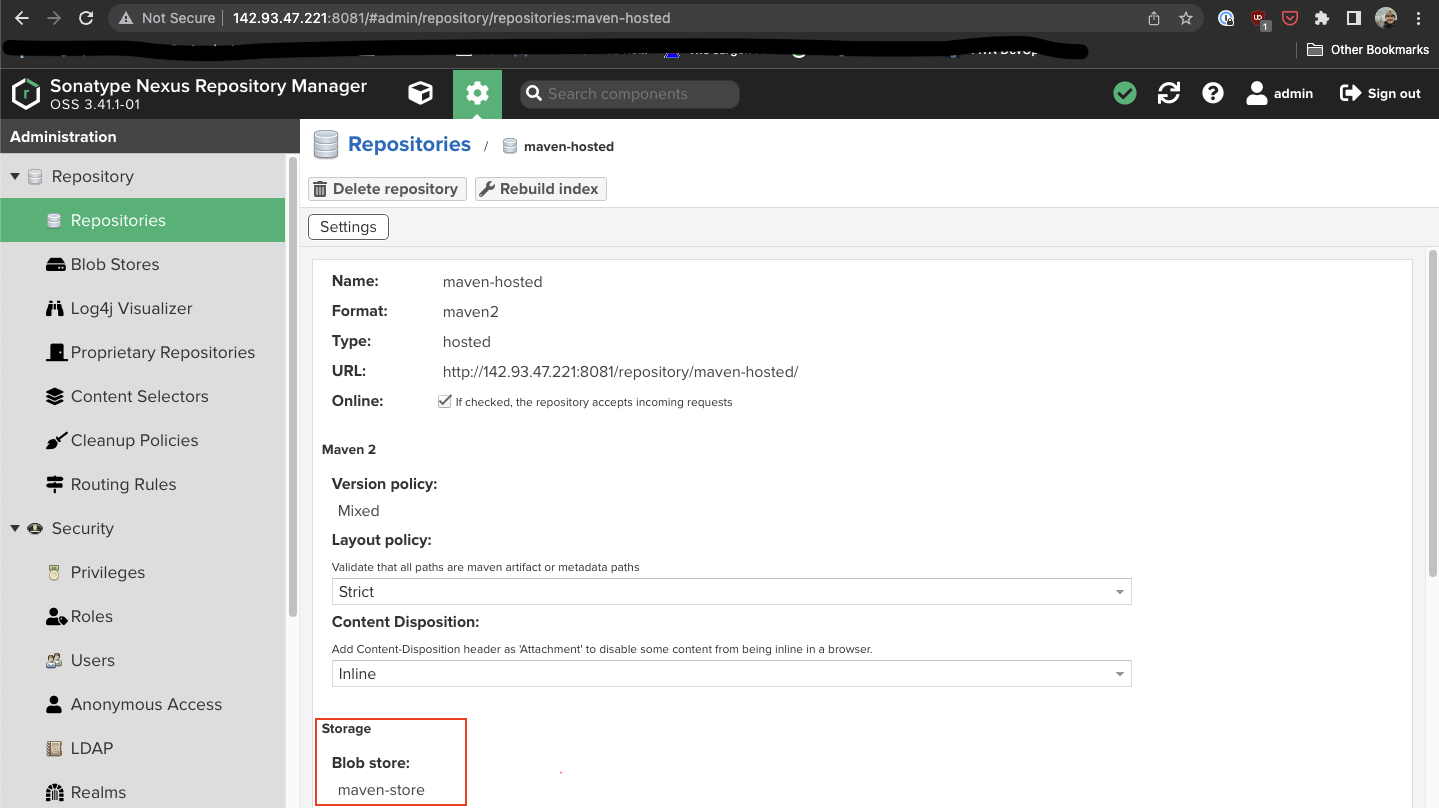 Not Secure 142.93.47.221:8081/#admin/repository/repositories:maven-hosted
1
Other Bookmarks
Sonatype Nexus Repository Manager
OSS 3.41.1-01
Search components
admin
Sign out
Administration
Repository
Repositories
Blob Stores
Log4j Visualizer
Proprietary Repositories
Content Selectors
Cleanup Policies
Routing Rules
Security
Privileges
Roles
Users
Anonymous Access
LDAP
Realms
Repositories / maven-hosted
Delete repository Rebuild index
Settings
Name: maven-hosted
Format: maven2
Type: hosted
URL: http://142.93.47.221:8081/repository/maven-hosted/
Online: If checked, the repository accepts incoming requests
Maven 2
Version policy:
Mixed
Layout policy:
Validate that all paths are maven artifact or metadata paths
Strict
Content Disposition:
Add Content-Disposition header as 'Attachment' to disable some content from being inline in a browser.
Inline
Storage
Blob store:
maven-store